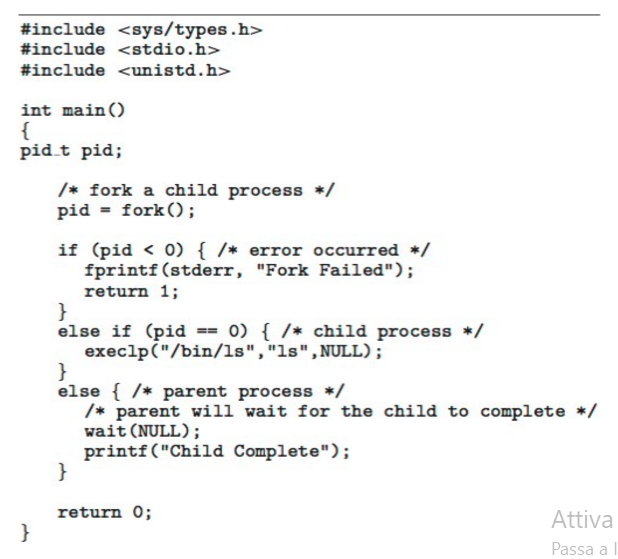 #include <sys/types.h>
#include <stdio.h>
#include <unistd.h>
int main()
{
pid_t pid;
/* fork a child process */
pid = fork();
if (pid < 0) { /* error occurred */
fprintf(stderr, "Fork Failed");
return 1;
}
else if (pid == 0) { /* child process */
execlp("/bin/ls","ls",NULL);
}
else { /* parent process */
/* parent will wait for the child to complete */
wait(NULL);
printf("Child Complete");
}
return 0;
}
Attiva
Passa a l